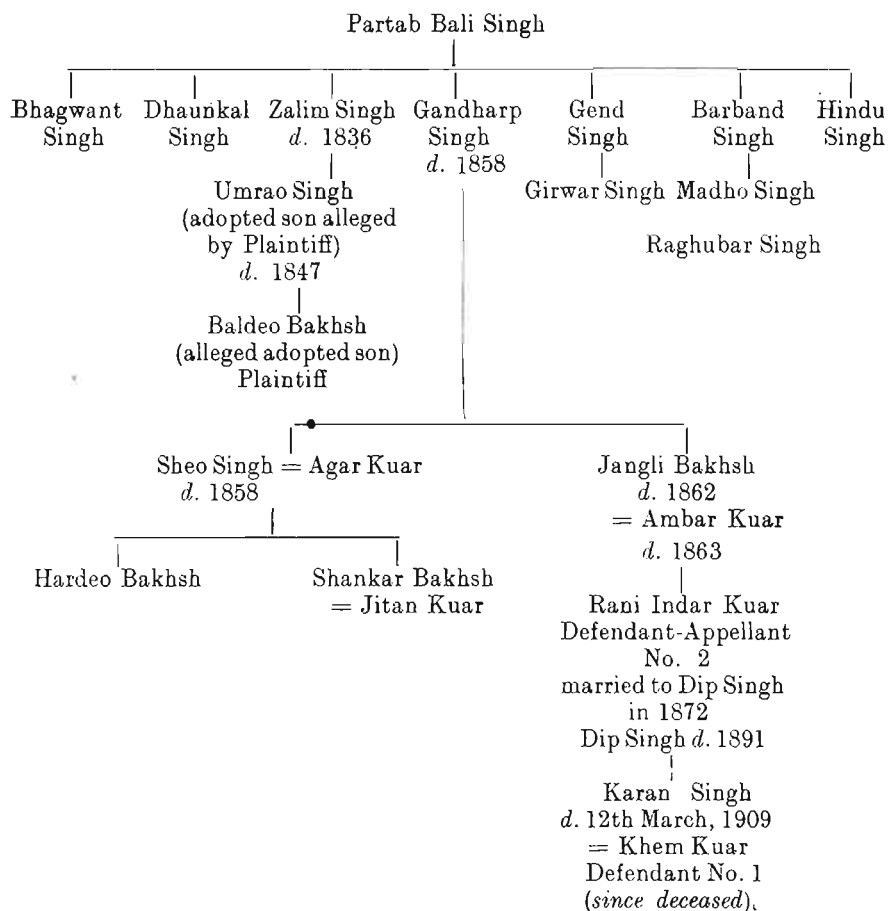 Partab Bali Singh
Bhagwant Singh
Dhaunkal Singh
Zalim Singh
d. 1836
Gandharp Singh
d. 1858
Gend Singh
Barband Singh
Hindu Singh
Umrao Singh
(adopted son alleged
by Plaintiff)
d. 1847
Girwar Singh
Madho Singh
Raghubar Singh
Baldeo Bakhsh
(alleged adopted son)
Plaintiff
Sheo Singh = Agar Kuar
d. 1858
Jangli Bakhsh
d. 1862
= Ambar Kuar
d. 1863
Hardeo Bakhsh
Shankar Bakhsh
= Jitan Kuar
Rani Indar Kuar
Defendant-Appellant
No. 2
married to Dip Singh
in 1872
Dip Singh d. 1891
Karan Singh
d. 12th March, 1909
= Khem Kuar
Defendant No. 1
(since deceased),